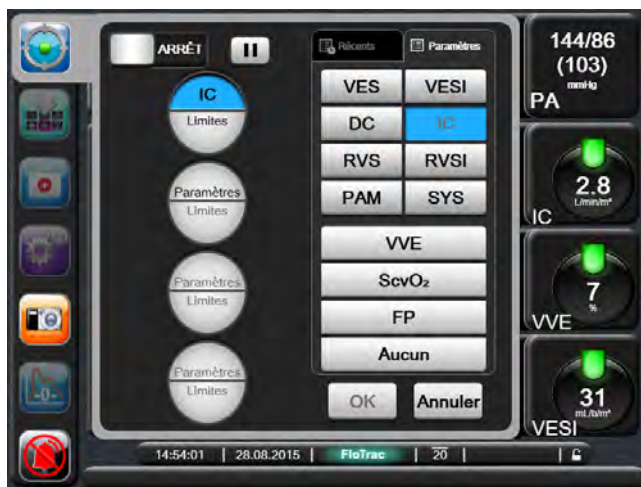 ARRÊT
Récents
Paramètres
IC
Limites
Paramètres
Limites
Paramètres
Limites
Paramètres
Limites
VES
VESI
DC
IC
RVS
RVSI
PAM
SYS
VVE
ScvO₂
FP
Aucun
OK
Annuler
144/86
(103)
mmHg
PA
2.8
L/min/m²
IC
7
%
VVE
31
mL/b/m²
VESI
-0-
14:54:01 | 28.08.2015 | FloTrac | 20 |